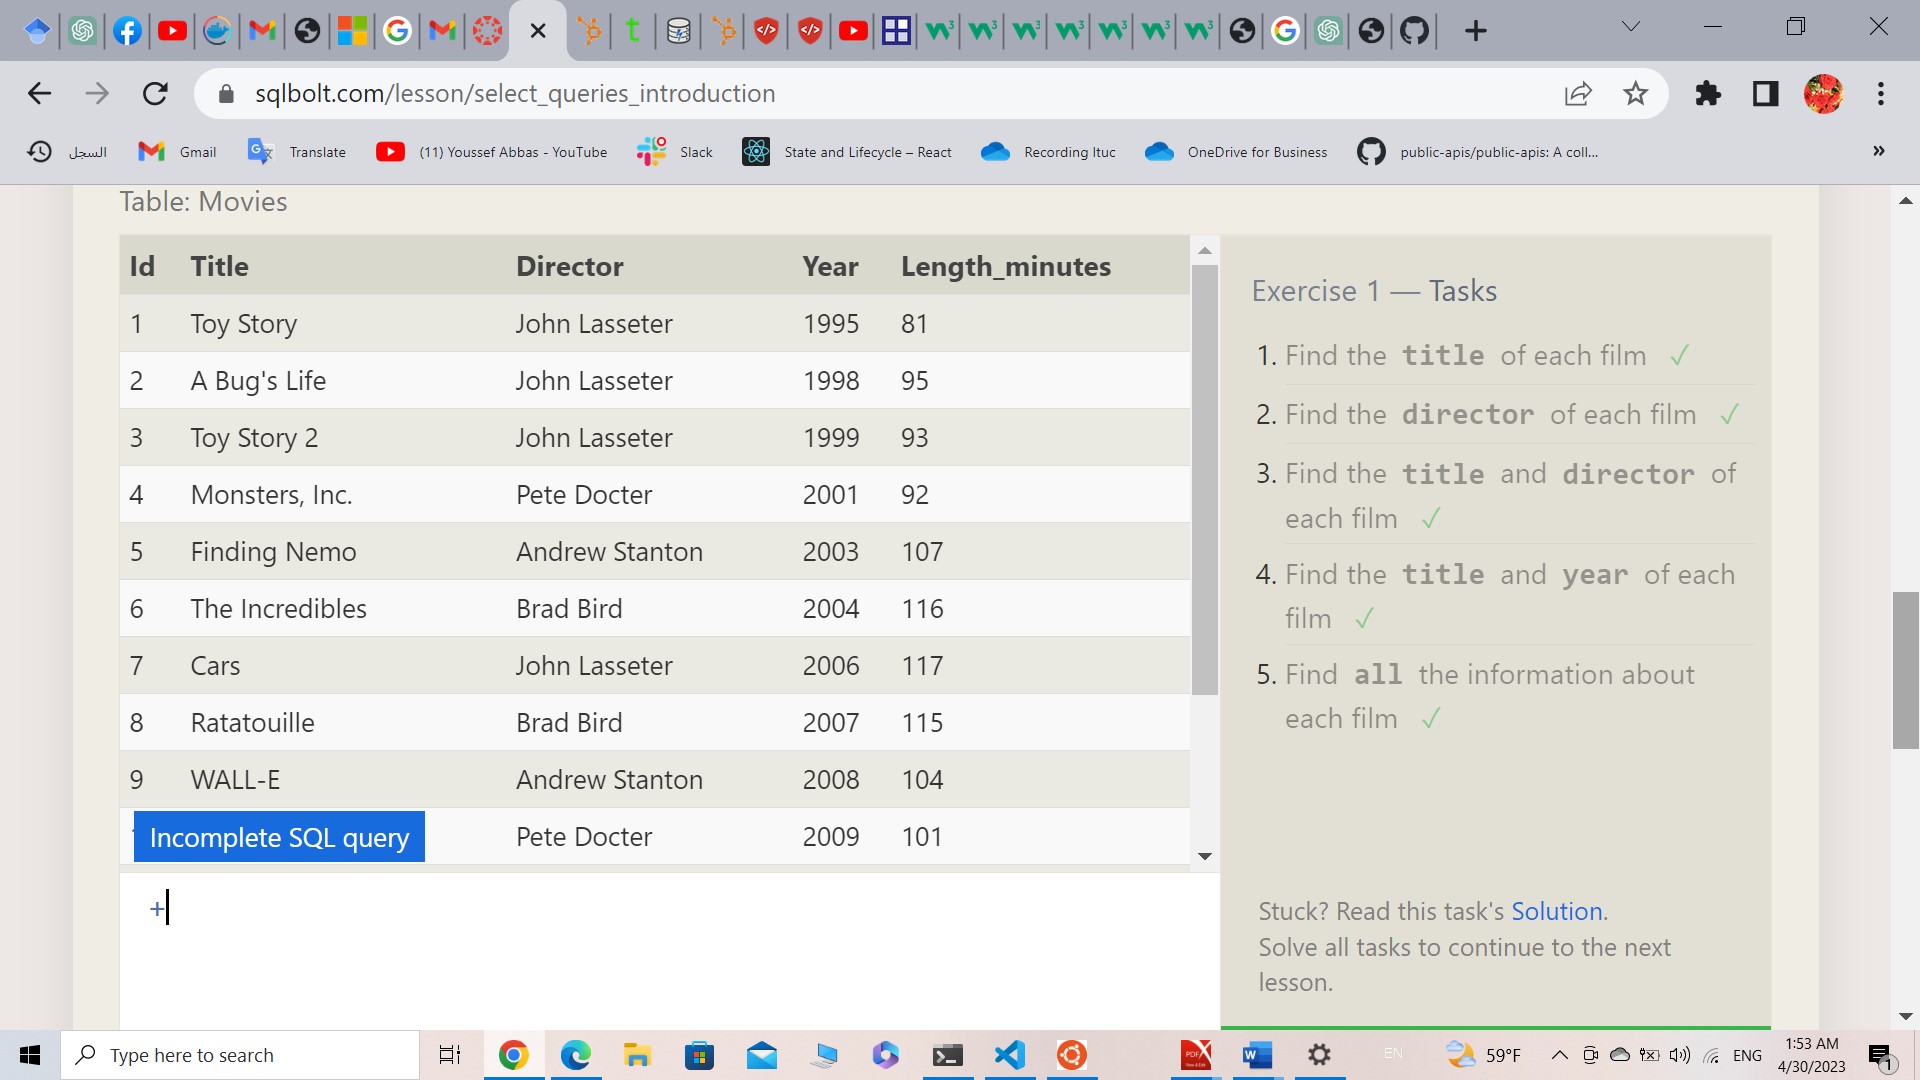 sqlbolt.com/lesson/select_queries_introduction
السجل Gmail Translate (11) Youssef Abbas - YouTube Slack State and Lifecycle – React Recording Ituc OneDrive for Business public-apis/public-apis: A coll... »
Table: Movies
Id Title Director Year Length_minutes
1 Toy Story John Lasseter 1995 81
2 A Bug's Life John Lasseter 1998 95
3 Toy Story 2 John Lasseter 1999 93
4 Monsters, Inc. Pete Docter 2001 92
5 Finding Nemo Andrew Stanton 2003 107
6 The Incredibles Brad Bird 2004 116
7 Cars John Lasseter 2006 117
8 Ratatouille Brad Bird 2007 115
9 WALL-E Andrew Stanton 2008 104
Incomplete SQL query Pete Docter 2009 101
+
Exercise 1 — Tasks
1. Find the title of each film ✓
2. Find the director of each film ✓
3. Find the title and director of
each film ✓
4. Find the title and year of each
film ✓
5. Find all the information about
each film ✓
Stuck? Read this task's Solution.
Solve all tasks to continue to the next
lesson.
Type here to search
EN
59°F
ENG
1:53 AM
4/30/2023
1